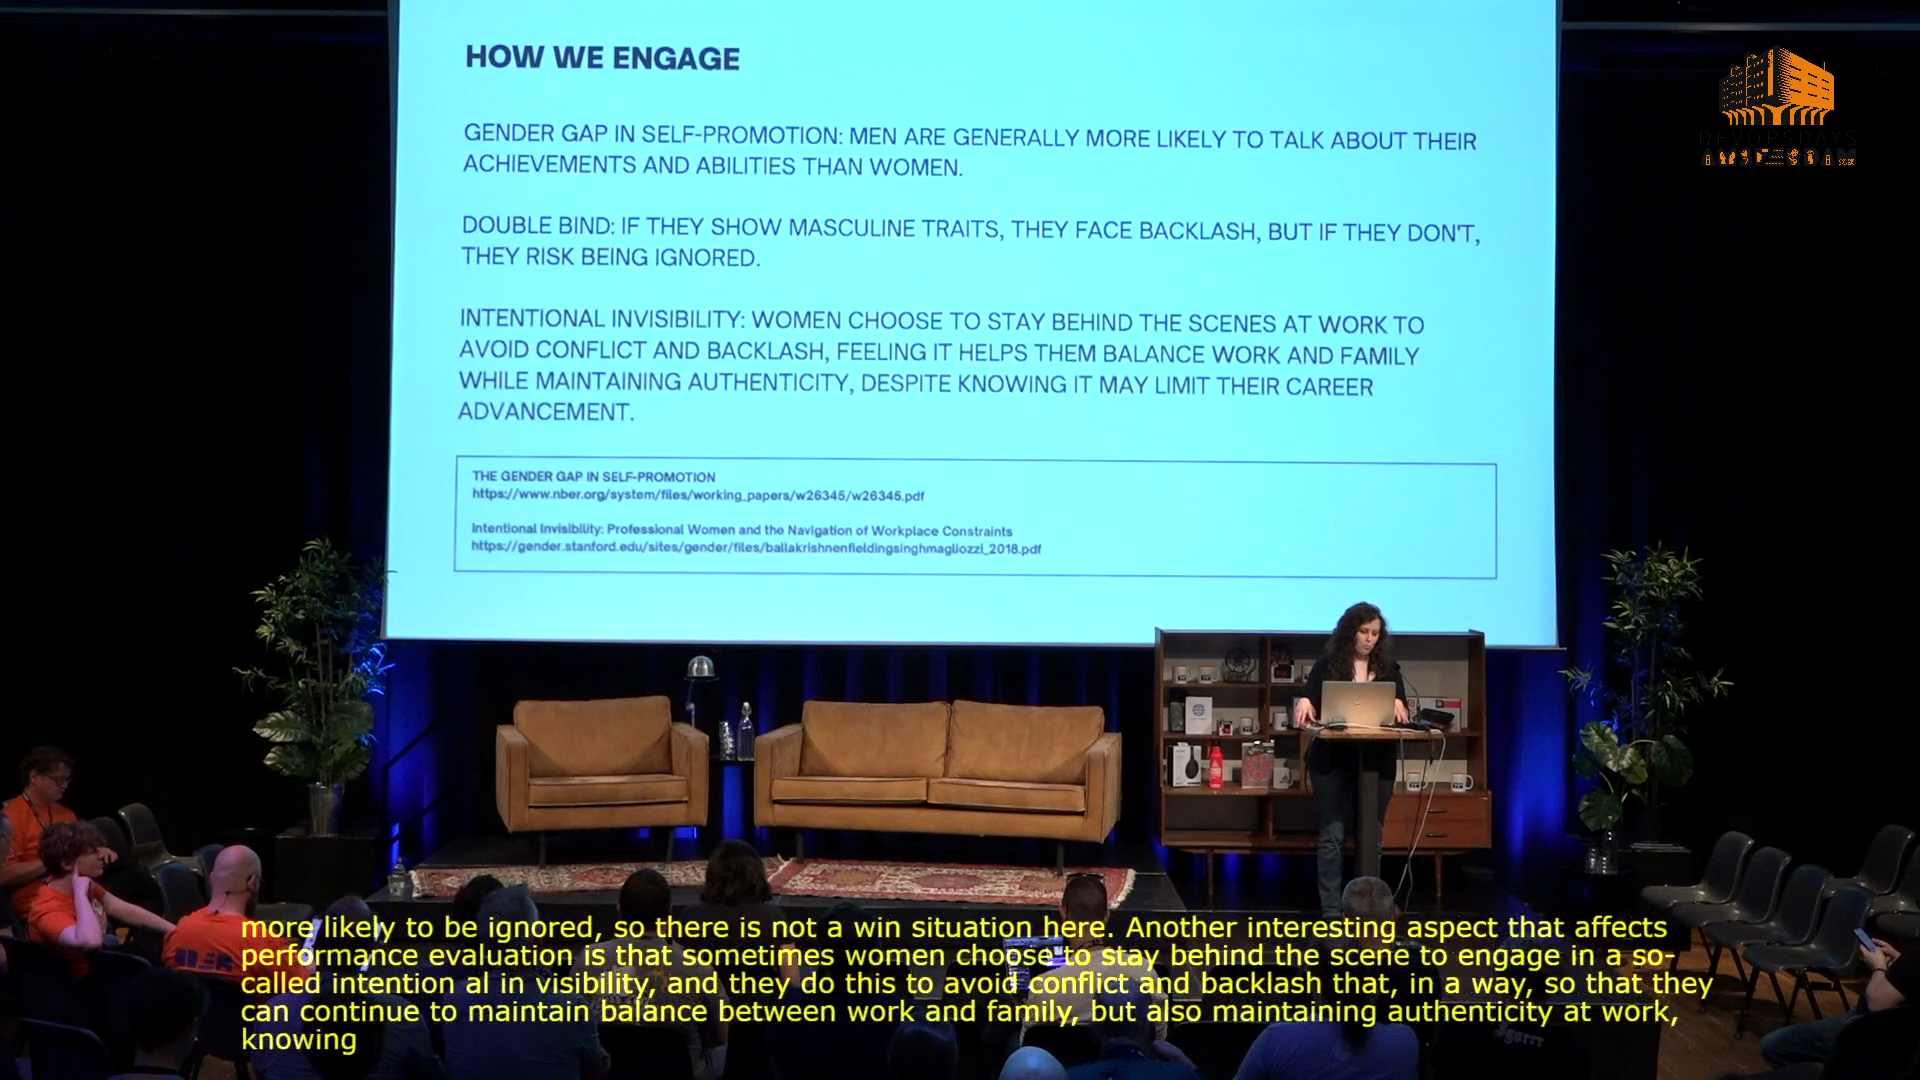 HOW WE ENGAGE
GENDER GAP IN SELF-PROMOTION: MEN ARE GENERALLY MORE LIKELY TO TALK ABOUT THEIR
ACHIEVEMENTS AND ABILITIES THAN WOMEN.
DOUBLE BIND: IF THEY SHOW MASCULINE TRAITS, THEY FACE BACKLASH, BUT IF THEY DON'T,
THEY RISK BEING IGNORED.
INTENTIONAL INVISIBILITY: WOMEN CHOOSE TO STAY BEHIND THE SCENES AT WORK TO
AVOID CONFLICT AND BACKLASH, FEELING IT HELPS THEM BALANCE WORK AND FAMILY
WHILE MAINTAINING AUTHENTICITY, DESPITE KNOWING IT MAY LIMIT THEIR CAREER
ADVANCEMENT.
THE GENDER GAP IN SELF-PROMOTION
https://www.nber.org/system/files/working_papers/w26345/w26345.pdf
Intentional Invisibility: Professional Women and the Navigation of Workplace Constraints
https://gender.stanford.edu/sites/gender/files/ballakrishnenfieldingsinghmagliozzi_2018.pdf
DEVOPSDAYS
AMSTERDAM
more likely to be ignored, so there is not a win situation here. Another interesting aspect that affects
performance evaluation is that sometimes women choose to stay behind the scene to engage in a so-
called intention al in visibility, and they do this to avoid conflict and backlash that, in a way, so that they
can continue to maintain balance between work and family, but also maintaining authenticity at work,
knowing